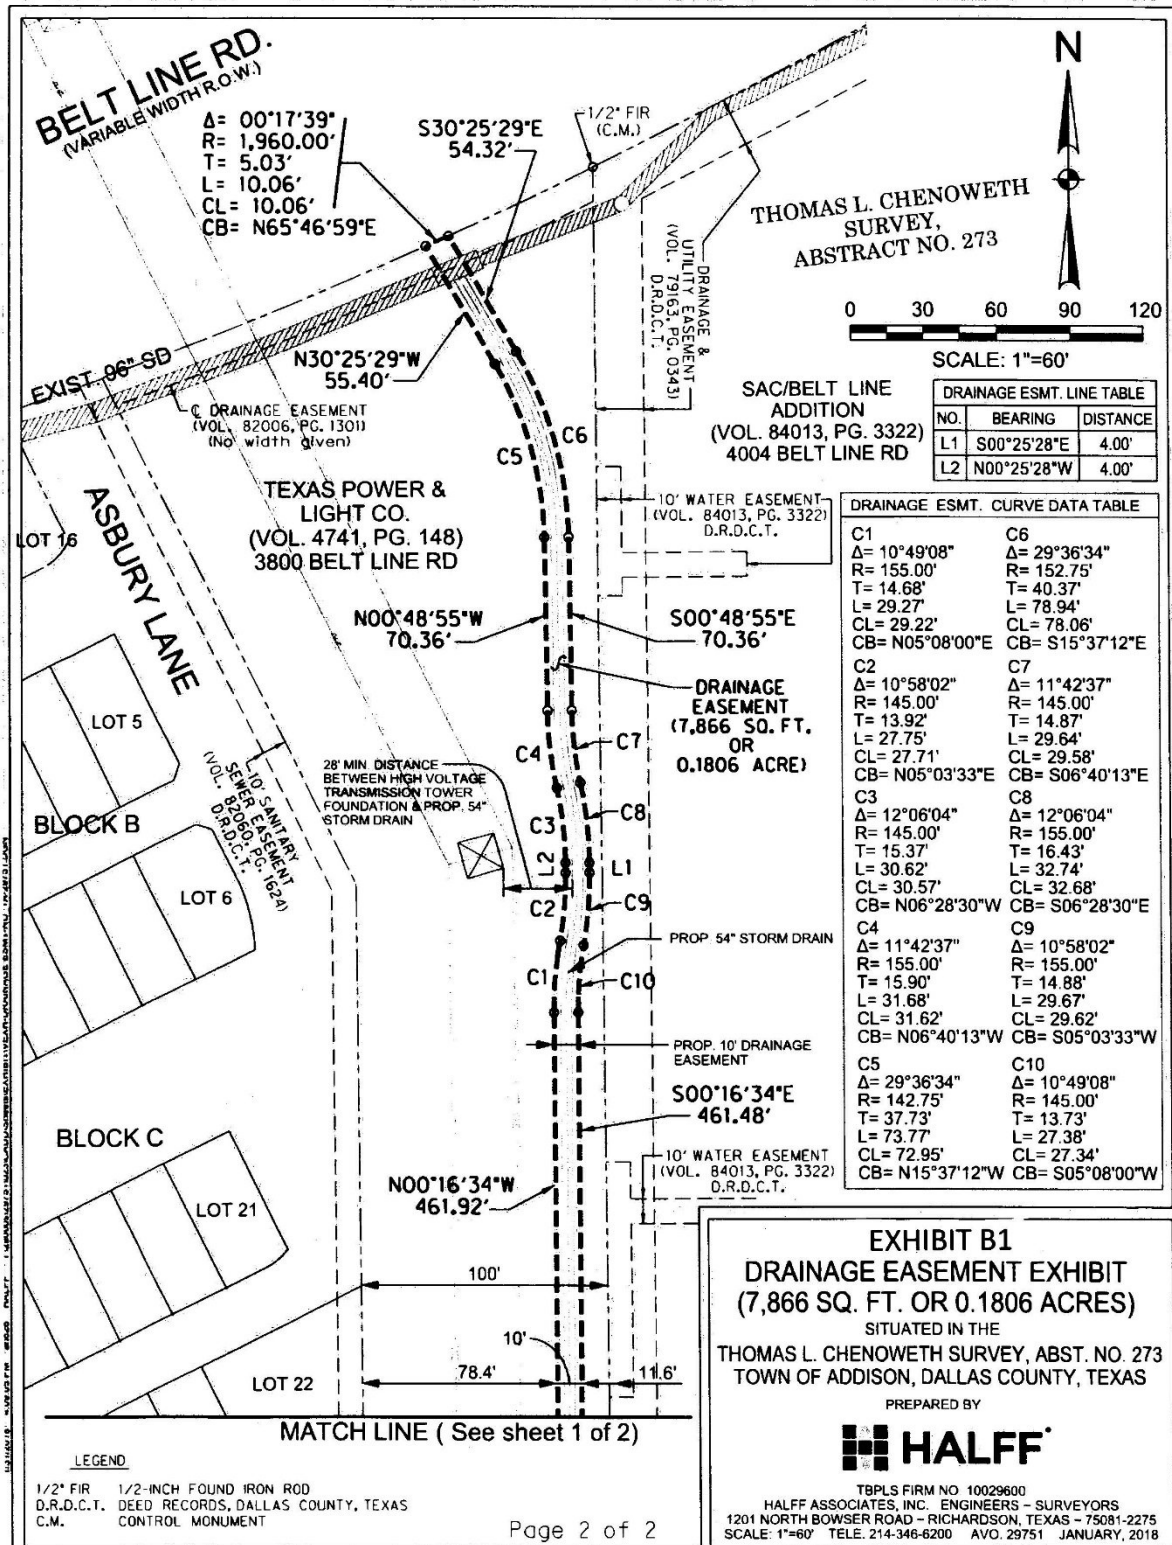 BELT LINE RD.
(VARIABLE WIDTH R.O.W.)
Δ= 00°17'39"
R= 1,960.00'
T= 5.03'
L= 10.06'
CL= 10.06'
CB= N65°46'59"E
S30°25'29"E
54.32'
1/2" FIR
(C.M.)
N
THOMAS L. CHENOWETH
SURVEY,
ABSTRACT NO. 273
0 30 60 90 120
SCALE: 1"=60'
DRAINAGE &
UTILITY EASEMENT
(VOL. 79163, PG. 0343)
D.R.D.C.T.
EXIST. 96" SD
N30°25'29"W
55.40'
℄ DRAINAGE EASEMENT
(VOL. 82006, PG. 1301)
(No width given)
C5
C6
SAC/BELT LINE
ADDITION
(VOL. 84013, PG. 3322)
4004 BELT LINE RD
DRAINAGE ESMT. LINE TABLE
NO. BEARING DISTANCE
L1 S00°25'28"E 4.00'
L2 N00°25'28"W 4.00'
ASBURY LANE
LOT 16
TEXAS POWER &
LIGHT CO.
(VOL. 4741, PG. 148)
3800 BELT LINE RD
10' WATER EASEMENT
(VOL. 84013, PG. 3322)
D.R.D.C.T.
N00°48'55"W
70.36'
S00°48'55"E
70.36'
DRAINAGE
EASEMENT
(7,866 SQ. FT.
OR
0.1806 ACRE)
DRAINAGE ESMT. CURVE DATA TABLE
C1 C6
Δ= 10°49'08" Δ= 29°36'34"
R= 155.00' R= 152.75'
T= 14.68' T= 40.37'
L= 29.27' L= 78.94'
CL= 29.22' CL= 78.06'
CB= N05°08'00"E CB= S15°37'12"E
C2 C7
Δ= 10°58'02" Δ= 11°42'37"
R= 145.00' R= 145.00'
T= 13.92' T= 14.87'
L= 27.75' L= 29.64'
CL= 27.71' CL= 29.58'
CB= N05°03'33"E CB= S06°40'13"E
C3 C8
Δ= 12°06'04" Δ= 12°06'04"
R= 145.00' R= 155.00'
T= 15.37' T= 16.43'
L= 30.62' L= 32.74'
CL= 30.57' CL= 32.68'
CB= N06°28'30"W CB= S06°28'30"E
C4 C9
Δ= 11°42'37" Δ= 10°58'02"
R= 155.00' R= 155.00'
T= 15.90' T= 14.88'
L= 31.68' L= 29.67'
CL= 31.62' CL= 29.62'
CB= N06°40'13"W CB= S05°03'33"W
C5 C10
Δ= 29°36'34" Δ= 10°49'08"
R= 142.75' R= 145.00'
T= 37.73' T= 13.73'
L= 73.77' L= 27.38'
CL= 72.95' CL= 27.34'
CB= N15°37'12"W CB= S05°08'00"W
LOT 5
C4
C7
28' MIN. DISTANCE
BETWEEN HIGH VOLTAGE
TRANSMISSION TOWER
FOUNDATION & PROP. 54"
STORM DRAIN
10' SANITARY
SEWER EASEMENT
(VOL. 82060, PG. 1624)
D.R.D.C.T.
BLOCK B
C3
C8
L2
L1
LOT 6
C2
C9
PROP. 54" STORM DRAIN
C1
C10
PROP. 10' DRAINAGE
EASEMENT
S00°16'34"E
461.48'
BLOCK C
10' WATER EASEMENT
(VOL. 84013, PG. 3322)
D.R.D.C.T.
N00°16'34"W
461.92'
LOT 21
100'
10'
78.4'
11.6'
LOT 22
MATCH LINE ( See sheet 1 of 2)
LEGEND
1/2" FIR 1/2-INCH FOUND IRON ROD
D.R.D.C.T. DEED RECORDS, DALLAS COUNTY, TEXAS
C.M. CONTROL MONUMENT
Page 2 of 2
EXHIBIT B1
DRAINAGE EASEMENT EXHIBIT
(7,866 SQ. FT. OR 0.1806 ACRES)
SITUATED IN THE
THOMAS L. CHENOWETH SURVEY, ABST. NO. 273
TOWN OF ADDISON, DALLAS COUNTY, TEXAS
PREPARED BY
HALFF
TBPLS FIRM NO. 10029600
HALFF ASSOCIATES, INC. ENGINEERS – SURVEYORS
1201 NORTH BOWSER ROAD – RICHARDSON, TEXAS – 75081-2275
SCALE: 1"=60' TELE. 214-346-6200 AVO. 29751 JANUARY, 2018